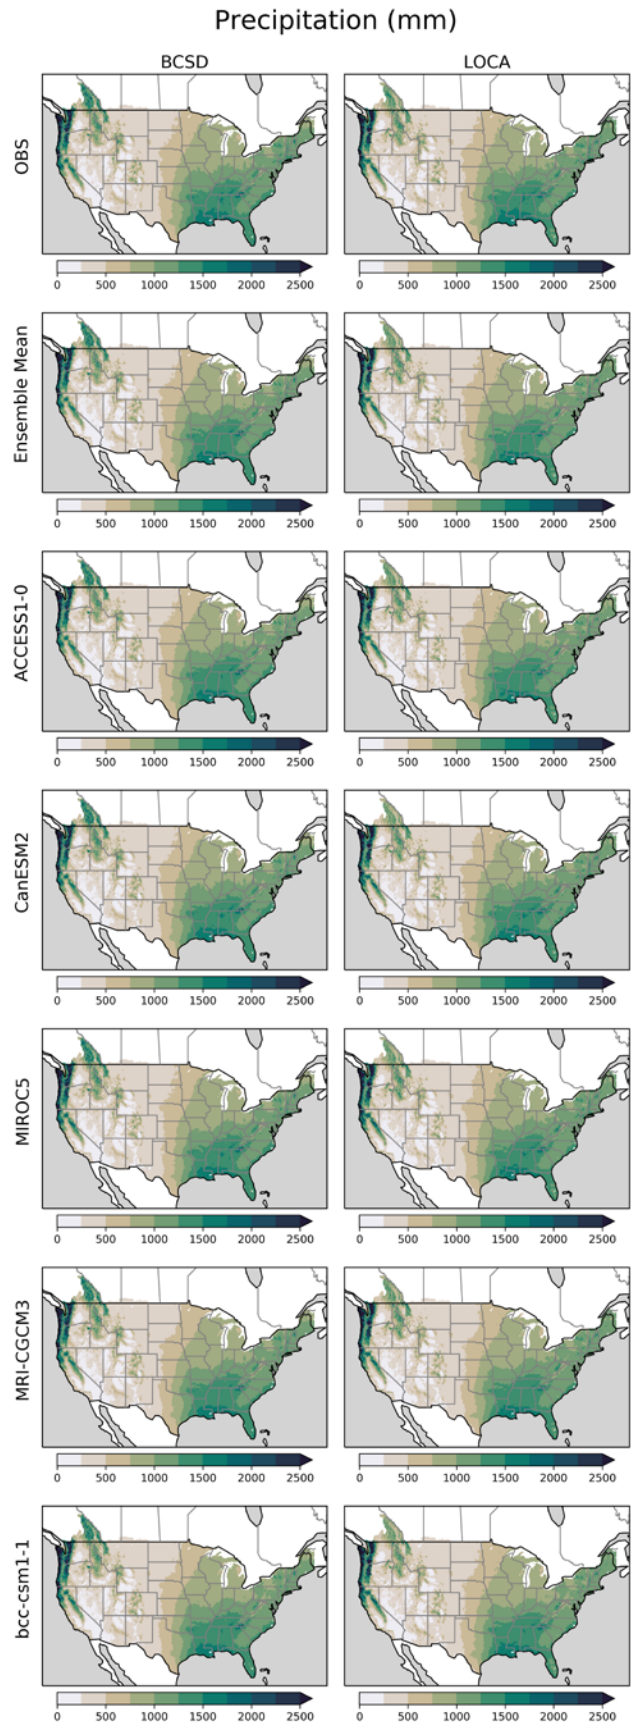 Precipitation (mm)
BCSD LOCA
OBS
0 500 1000 1500 2000 2500 0 500 1000 1500 2000 2500
Ensemble Mean
0 500 1000 1500 2000 2500 0 500 1000 1500 2000 2500
ACCESS1-0
0 500 1000 1500 2000 2500 0 500 1000 1500 2000 2500
CanESM2
0 500 1000 1500 2000 2500 0 500 1000 1500 2000 2500
MIROC5
0 500 1000 1500 2000 2500 0 500 1000 1500 2000 2500
MRI-CGCM3
0 500 1000 1500 2000 2500 0 500 1000 1500 2000 2500
bcc-csm1-1
0 500 1000 1500 2000 2500 0 500 1000 1500 2000 2500